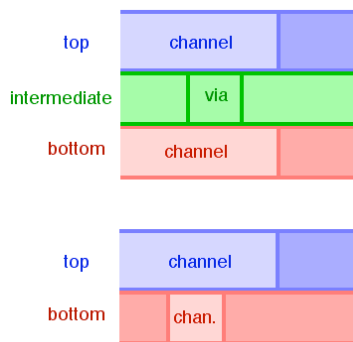 top channel
intermediate via
bottom channel
top channel
bottom chan.